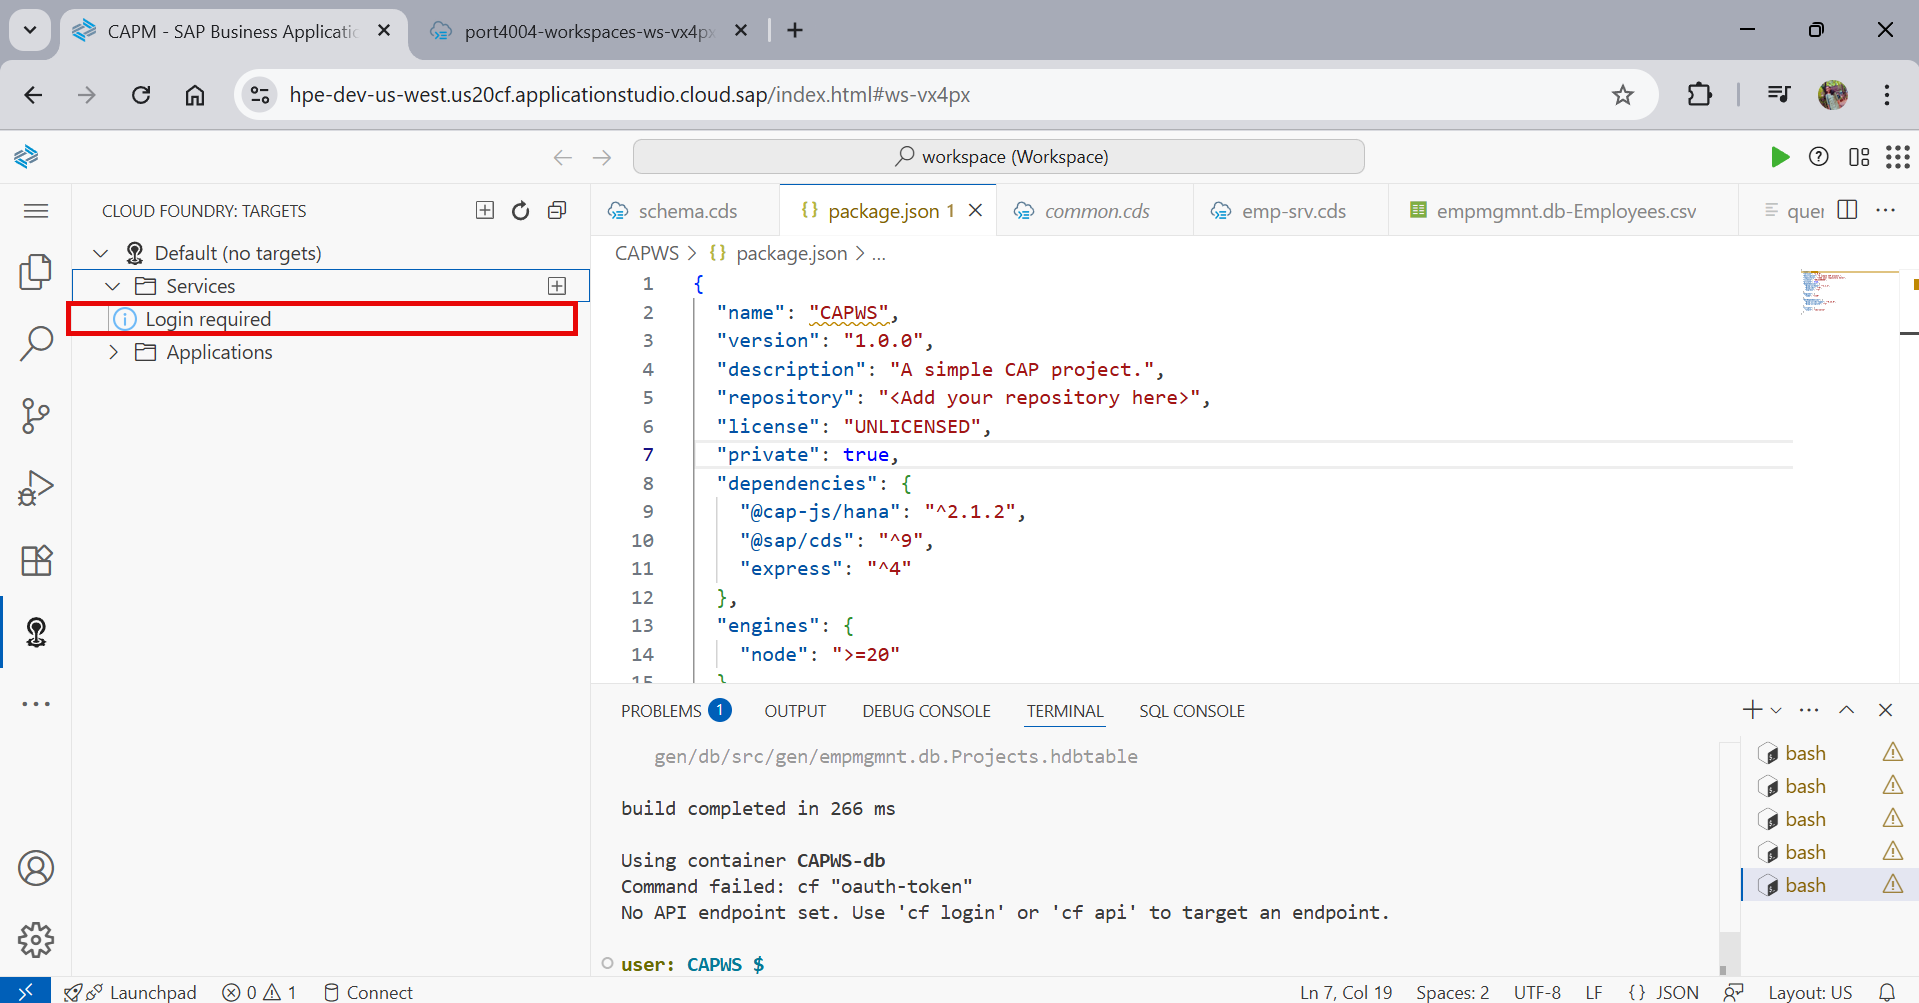 CAPM - SAP Business Applicatio
port4004-workspaces-ws-vx4px
hpe-dev-us-west.us20cf.applicationstudio.cloud.sap/index.html#ws-vx4px
workspace (Workspace)
CLOUD FOUNDRY: TARGETS
Default (no targets)
Services
Login required
Applications
schema.cds
{} package.json 1
common.cds
emp-srv.cds
empmgmnt.db-Employees.csv
quer
CAPWS > {} package.json > ...
1 {
2 "name": "CAPWS",
3 "version": "1.0.0",
4 "description": "A simple CAP project.",
5 "repository": "<Add your repository here>",
6 "license": "UNLICENSED",
7 "private": true,
8 "dependencies": {
9 "@cap-js/hana": "^2.1.2",
10 "@sap/cds": "^9",
11 "express": "^4"
12 },
13 "engines": {
14 "node": ">=20"
15 }
PROBLEMS 1
OUTPUT
DEBUG CONSOLE
TERMINAL
SQL CONSOLE
gen/db/src/gen/empmgmnt.db.Projects.hdbtable
build completed in 266 ms
Using container CAPWS-db
Command failed: cf "oauth-token"
No API endpoint set. Use 'cf login' or 'cf api' to target an endpoint.
user: CAPWS $
bash
bash
bash
bash
bash
Launchpad
0
1
Connect
Ln 7, Col 19
Spaces: 2
UTF-8
LF
{} JSON
Layout: US